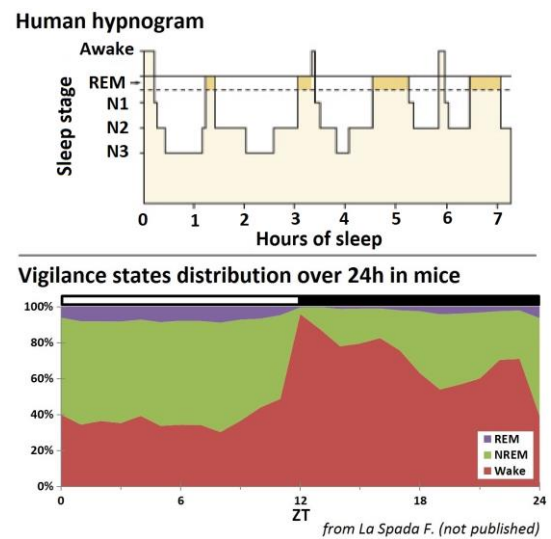 Human hypnogram
Awake
REM
N1
N2
N3
Sleep stage
0 1 2 3 4 5 6 7
Hours of sleep
Vigilance states distribution over 24h in mice
100%
80%
60%
40%
20%
0%
REM
NREM
Wake
0 6 12 18 24
ZT
from La Spada F. (not published)